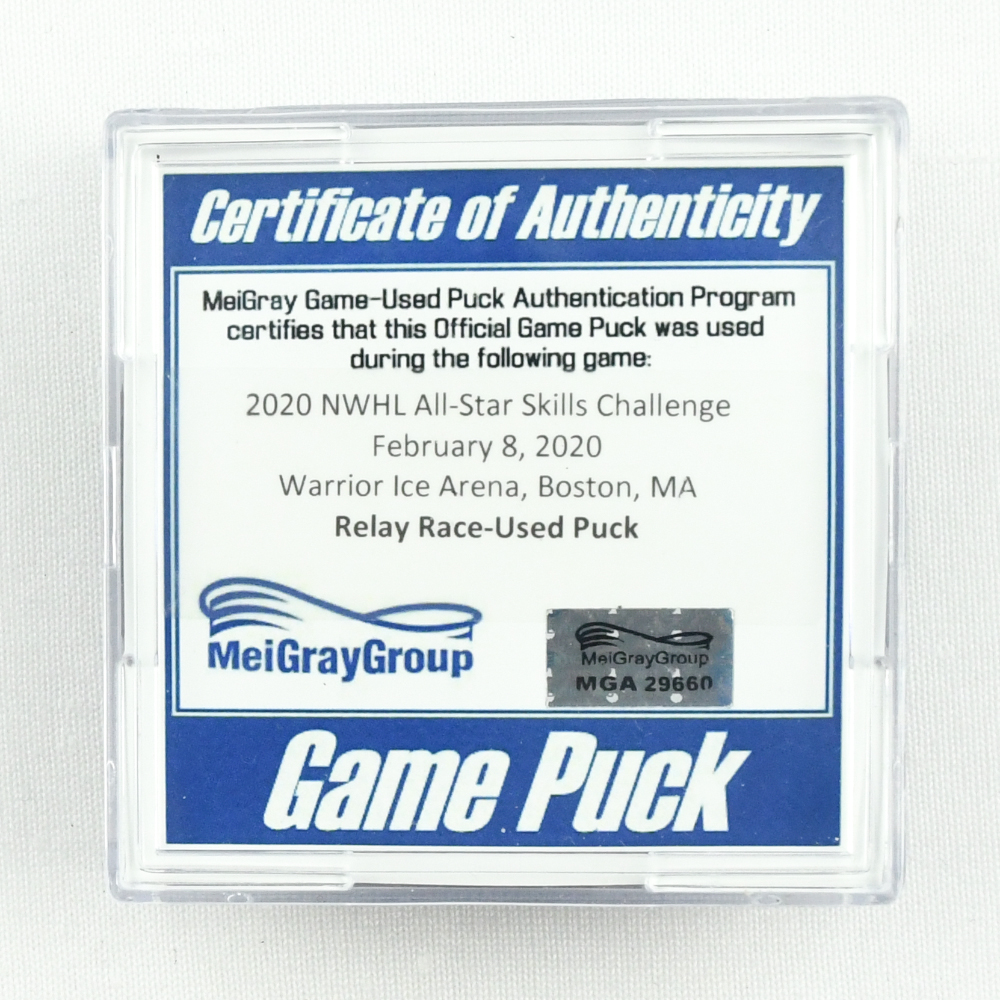 Certificate of Authenticity
MeiGray Game-Used Puck Authentication Program
certifies that this Official Game Puck was used
during the following game:
2020 NWHL All-Star Skills Challenge
February 8, 2020
Warrior Ice Arena, Boston, MA
Relay Race-Used Puck
MeiGrayGroup
MeiGrayGroup
MGA 29660
Game Puck